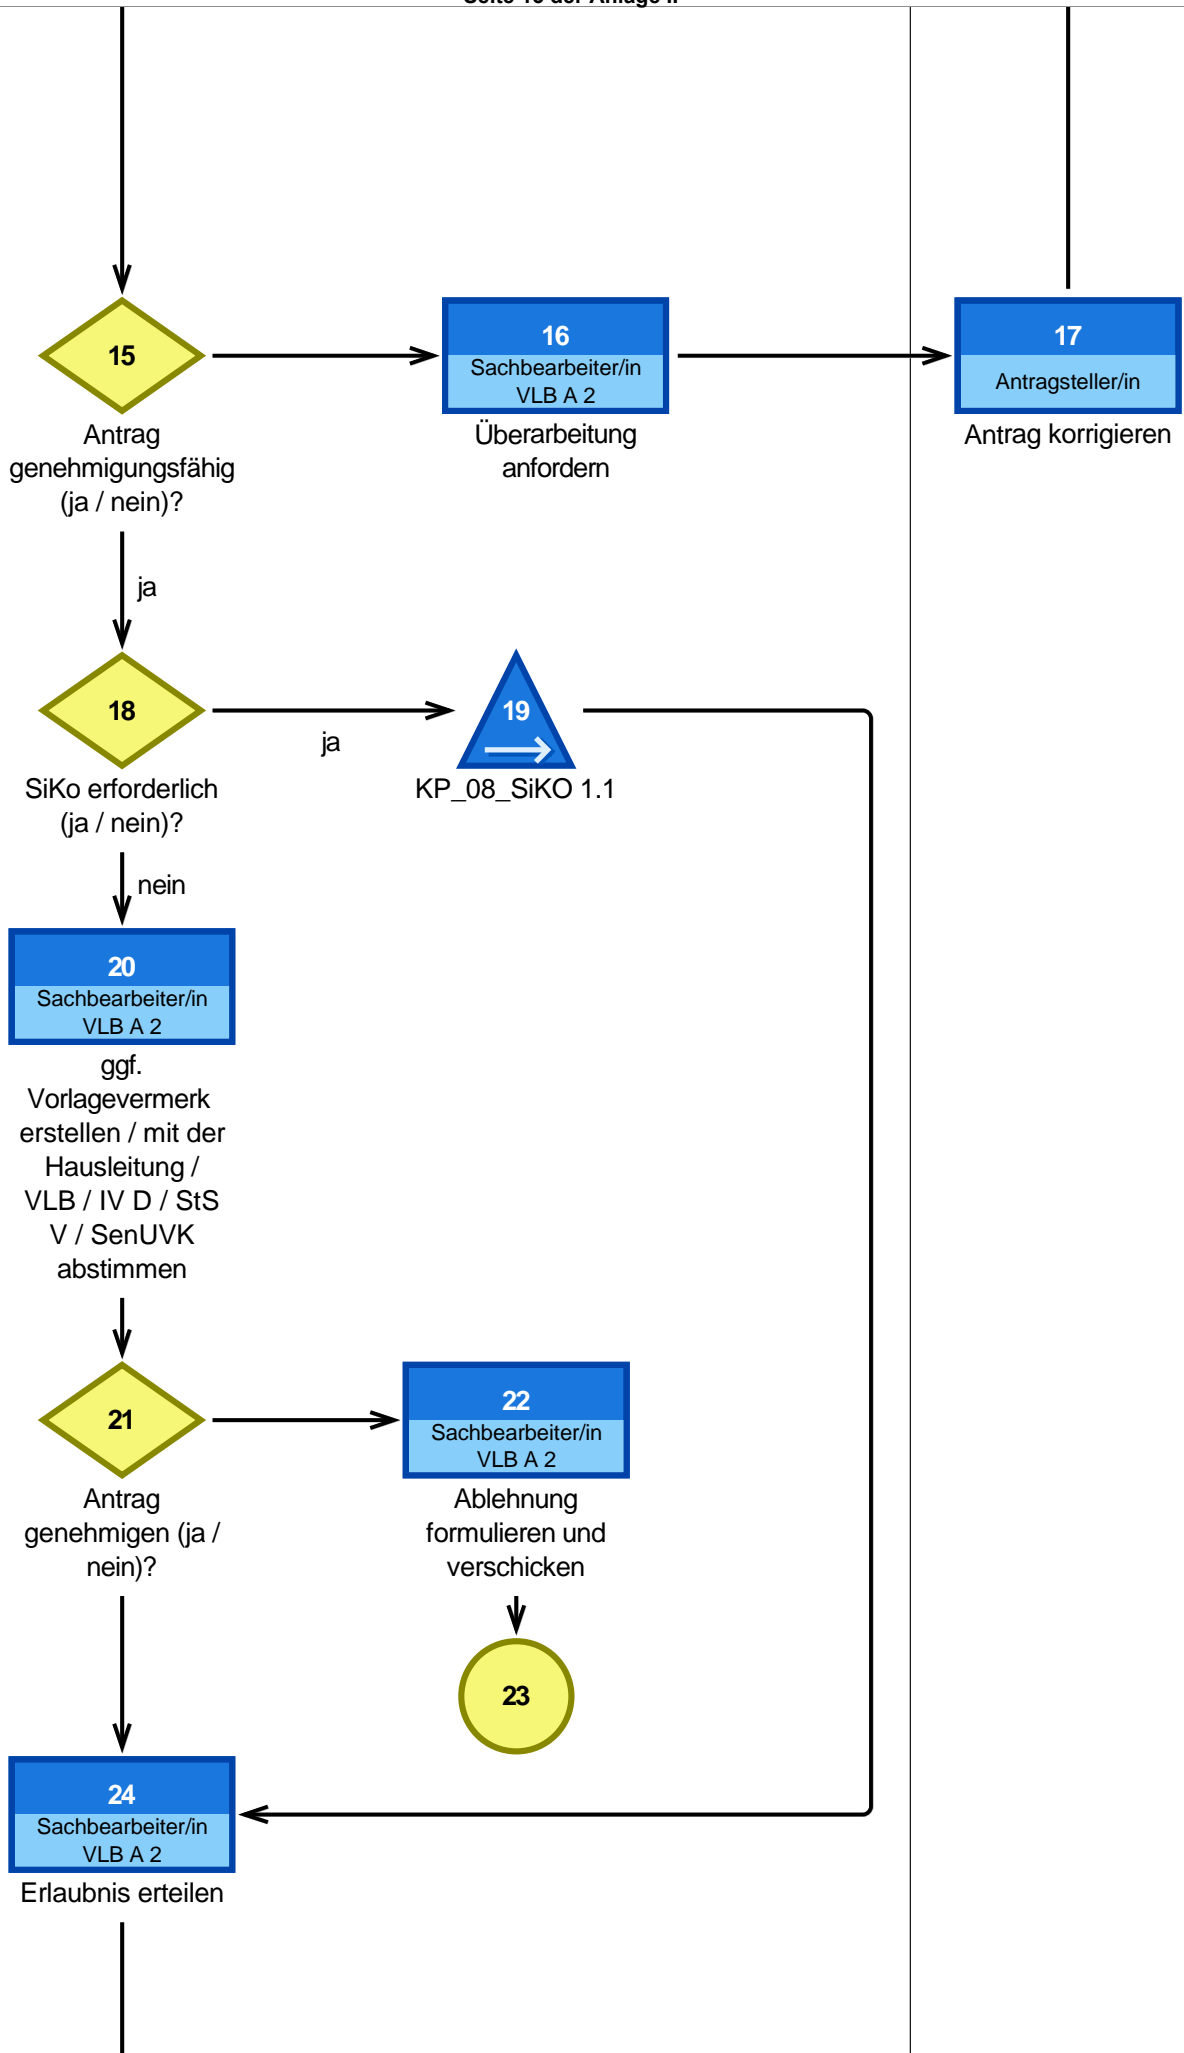 15
Antrag
genehmigungsfähig
(ja / nein)?
16
Sachbearbeiter/in
VLB A 2
Überarbeitung
anfordern
17
Antragsteller/in
Antrag korrigieren
ja
18
SiKo erforderlich
(ja / nein)?
ja
19
KP_08_SiKO 1.1
nein
20
Sachbearbeiter/in
VLB A 2
ggf.
Vorlagevermerk
erstellen / mit der
Hausleitung /
VLB / IV D / StS
V / SenUVK
abstimmen
21
Antrag
genehmigen (ja /
nein)?
22
Sachbearbeiter/in
VLB A 2
Ablehnung
formulieren und
verschicken
23
24
Sachbearbeiter/in
VLB A 2
Erlaubnis erteilen